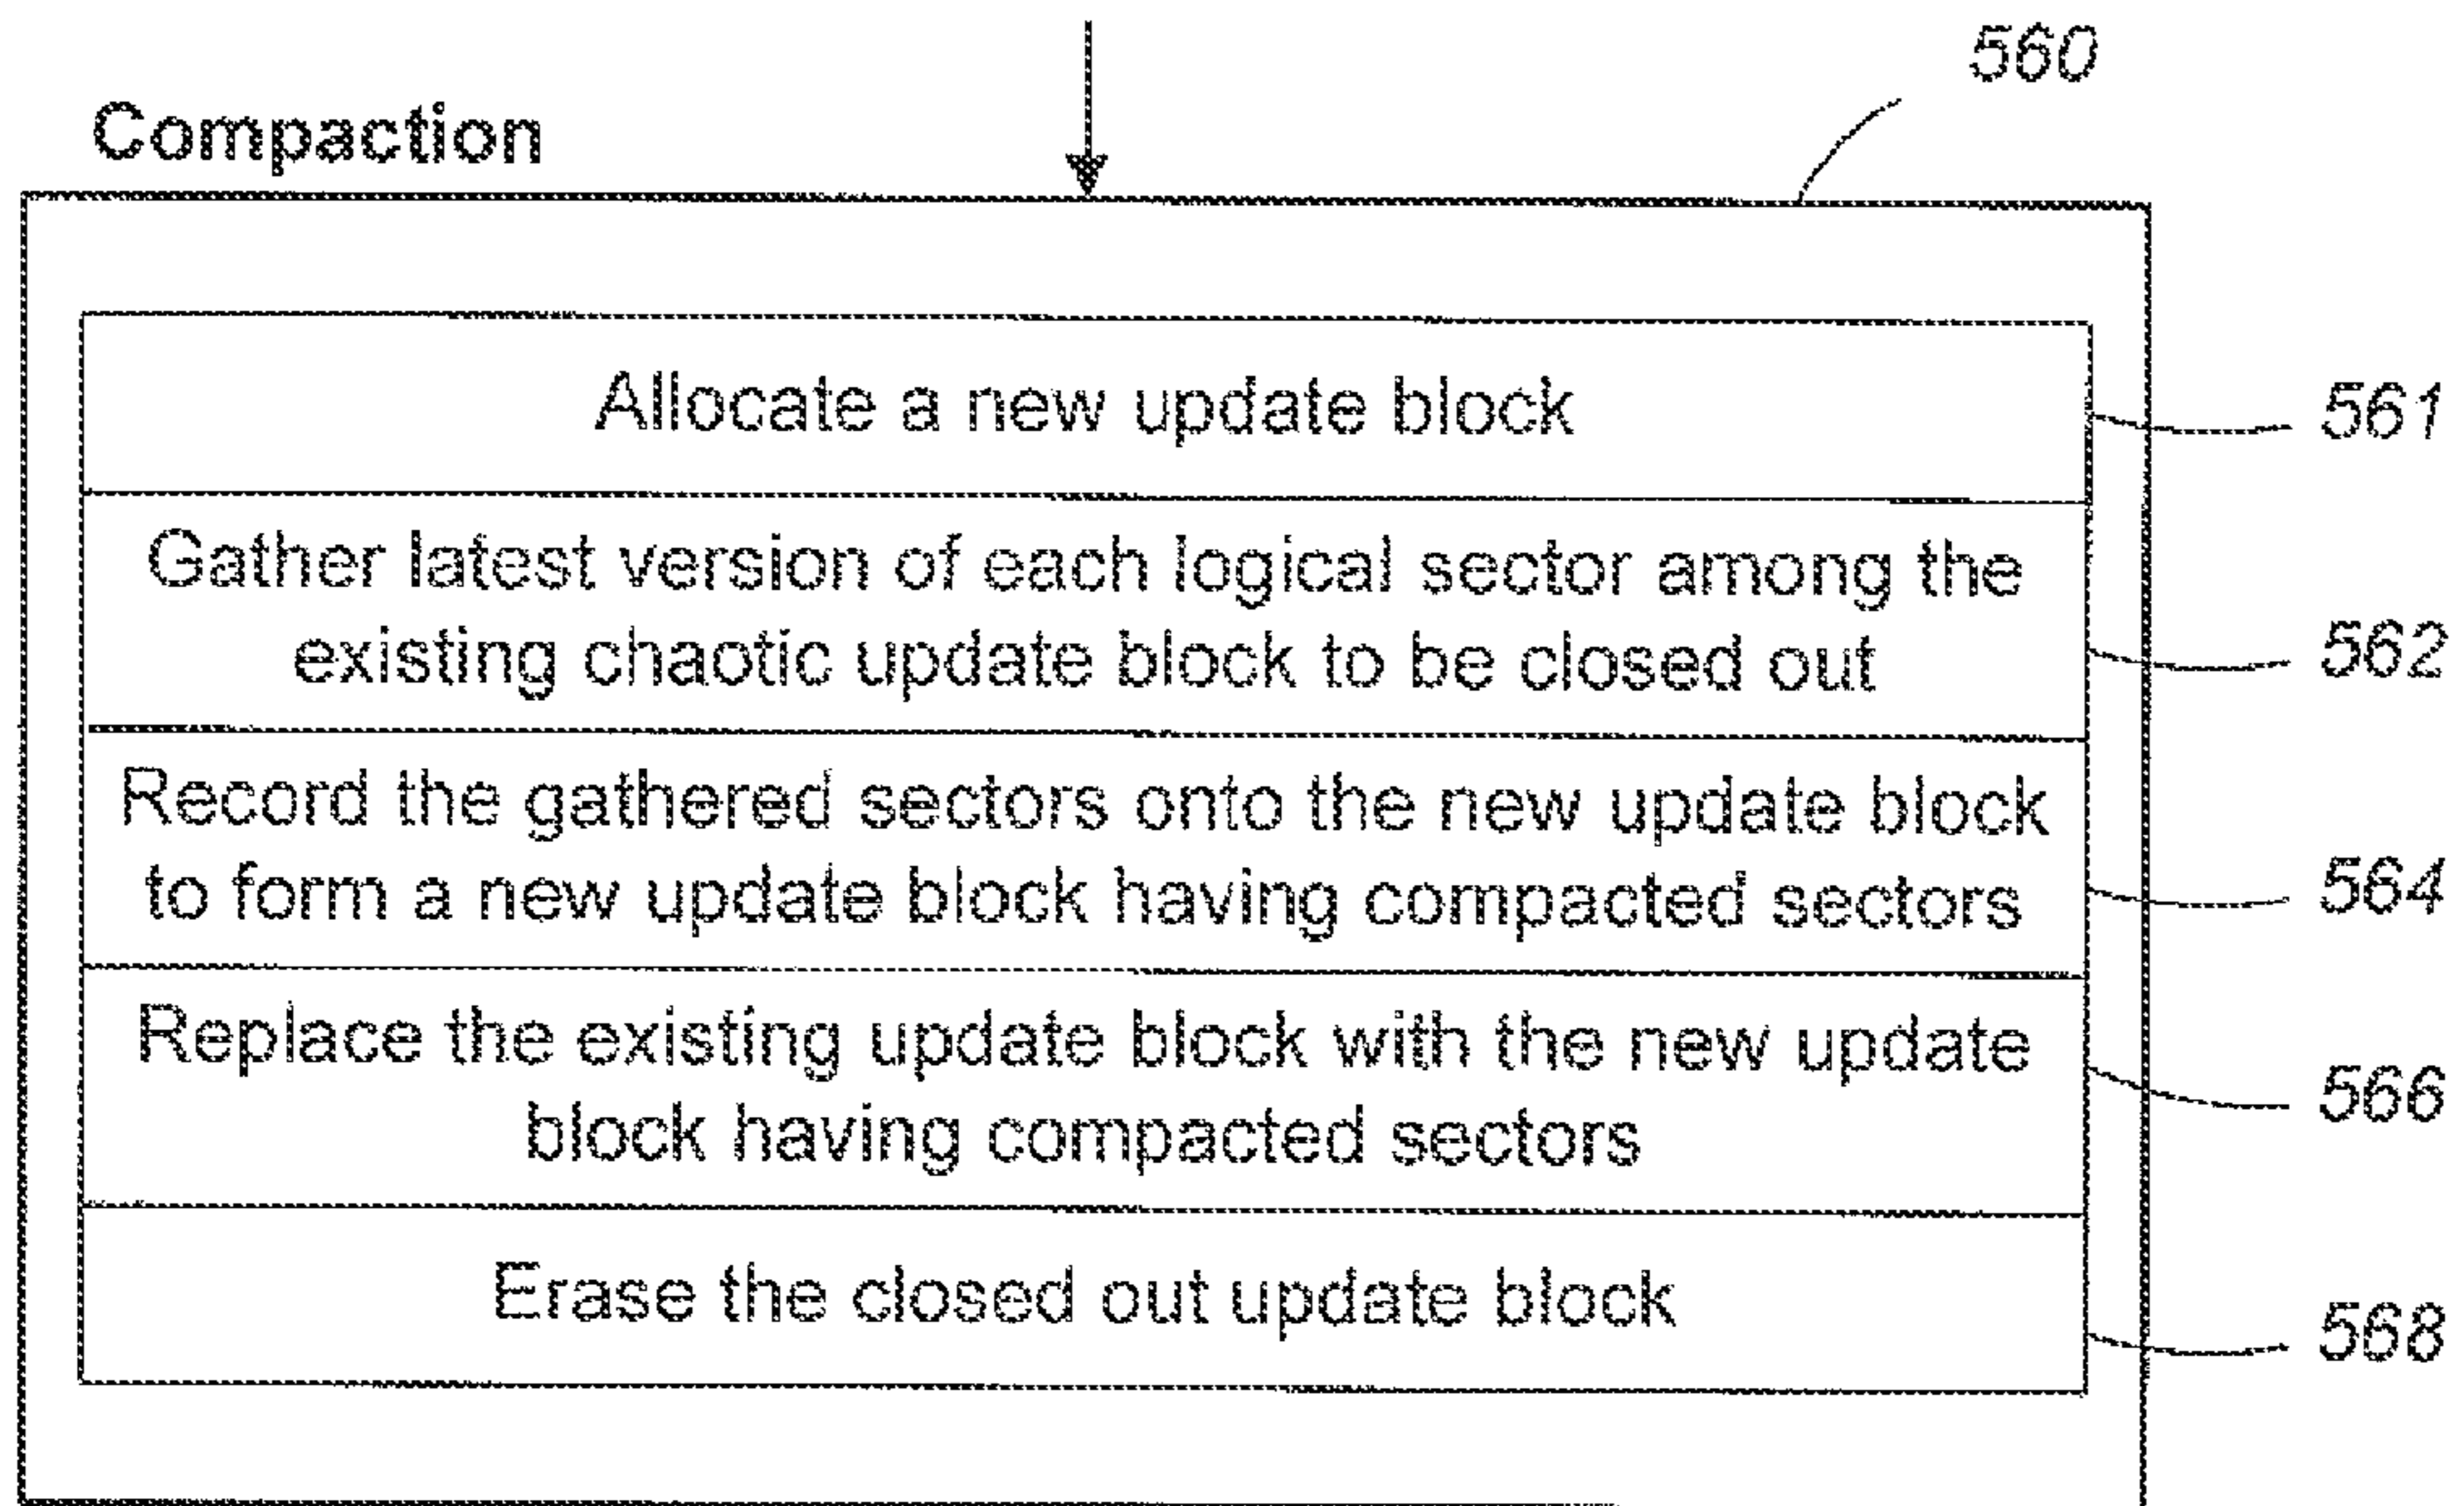 560
Compaction
Allocate a new update block
561
Gather latest version of each logical sector among the
existing chaotic update block to be closed out
562
Record the gathered sectors onto the new update block
to form a new update block having compacted sectors
564
Replace the existing update block with the new update
block having compacted sectors
566
Erase the closed out update block
568